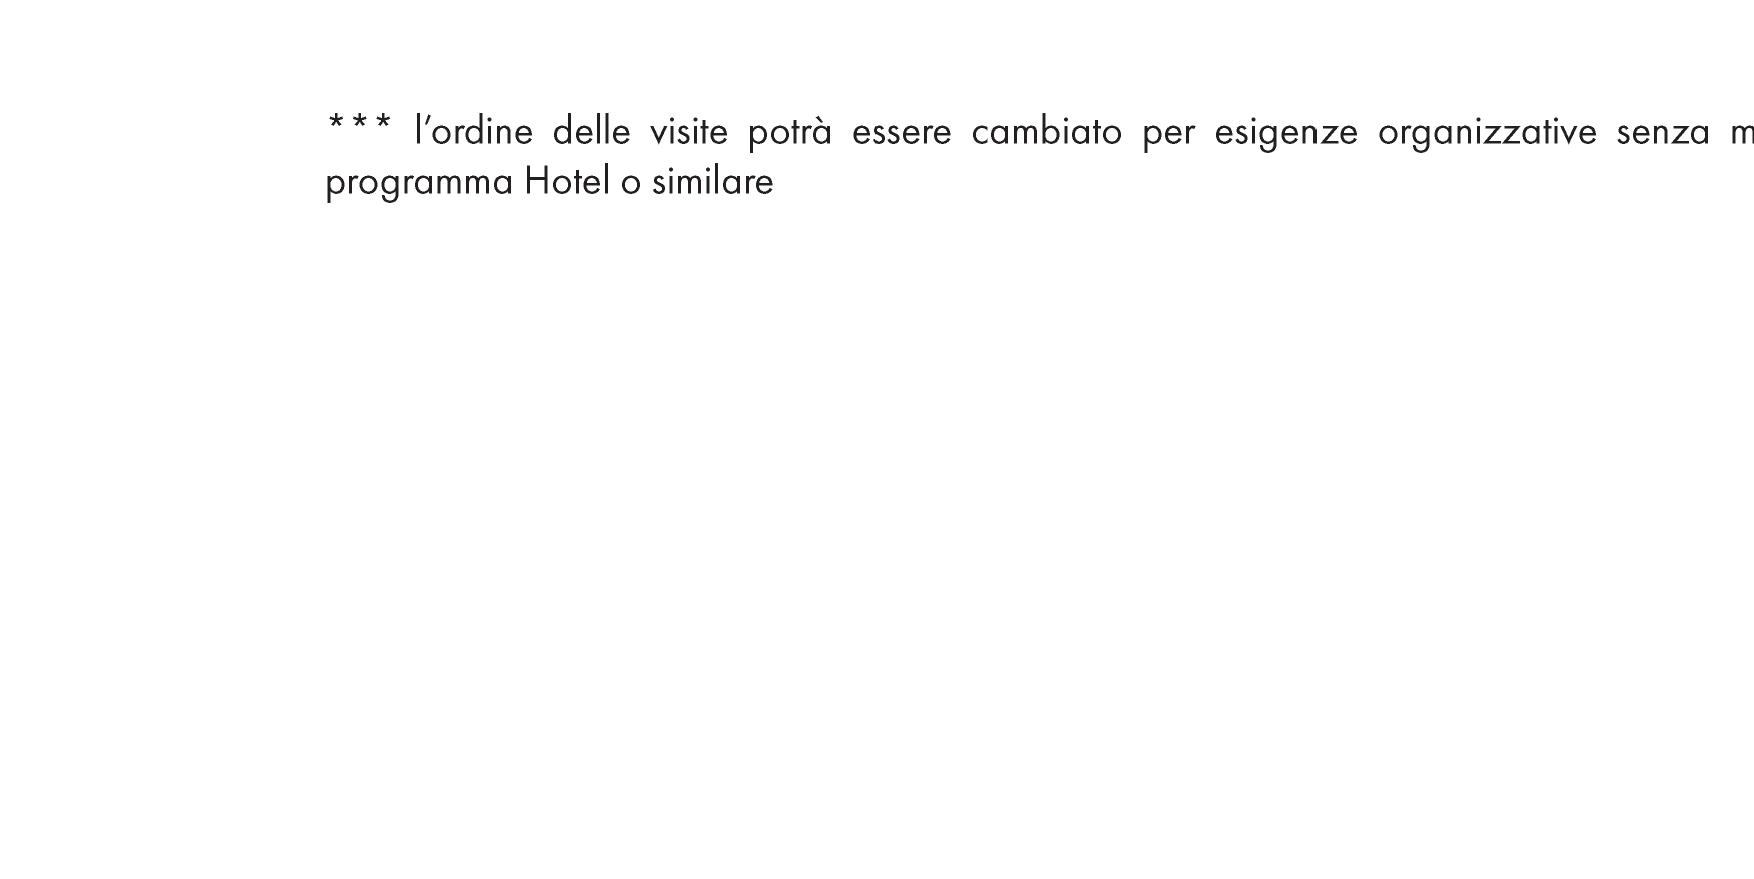 *** l’ordine delle visite potrà essere cambiato per esigenze organizzative senza
programma Hotel o similare